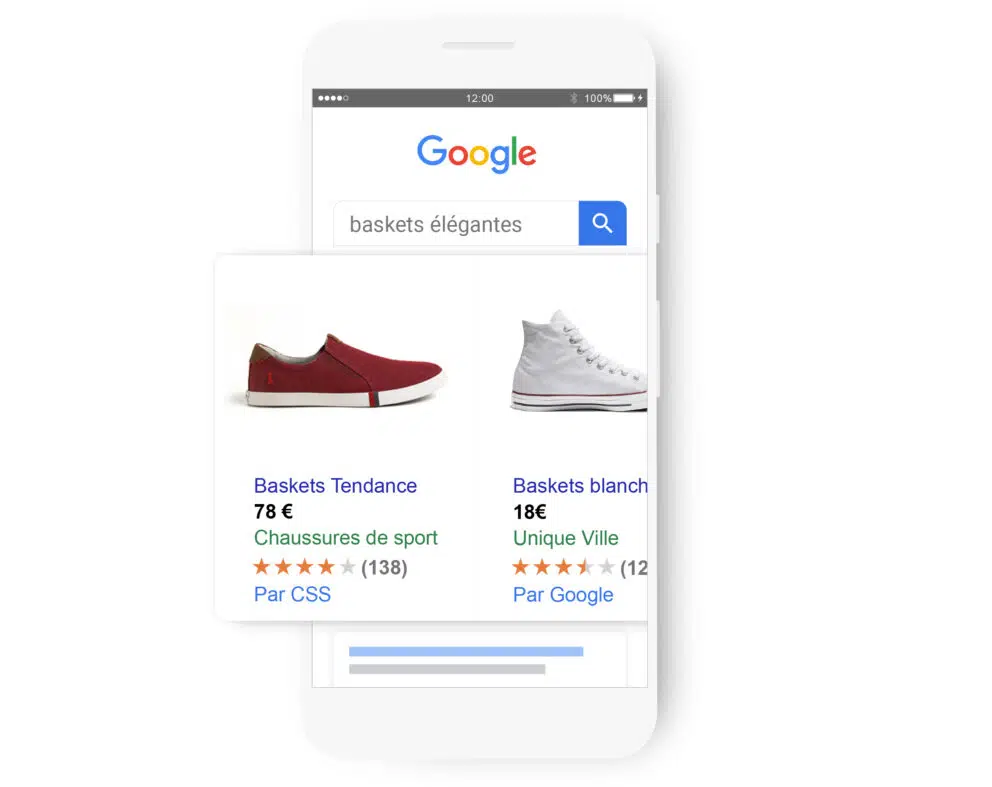 12:00 100%
Google
baskets élégantes
Baskets Tendance
78 €
Chaussures de sport
(138)
Par CSS
Baskets blanch
18€
Unique Ville
(12
Par Google